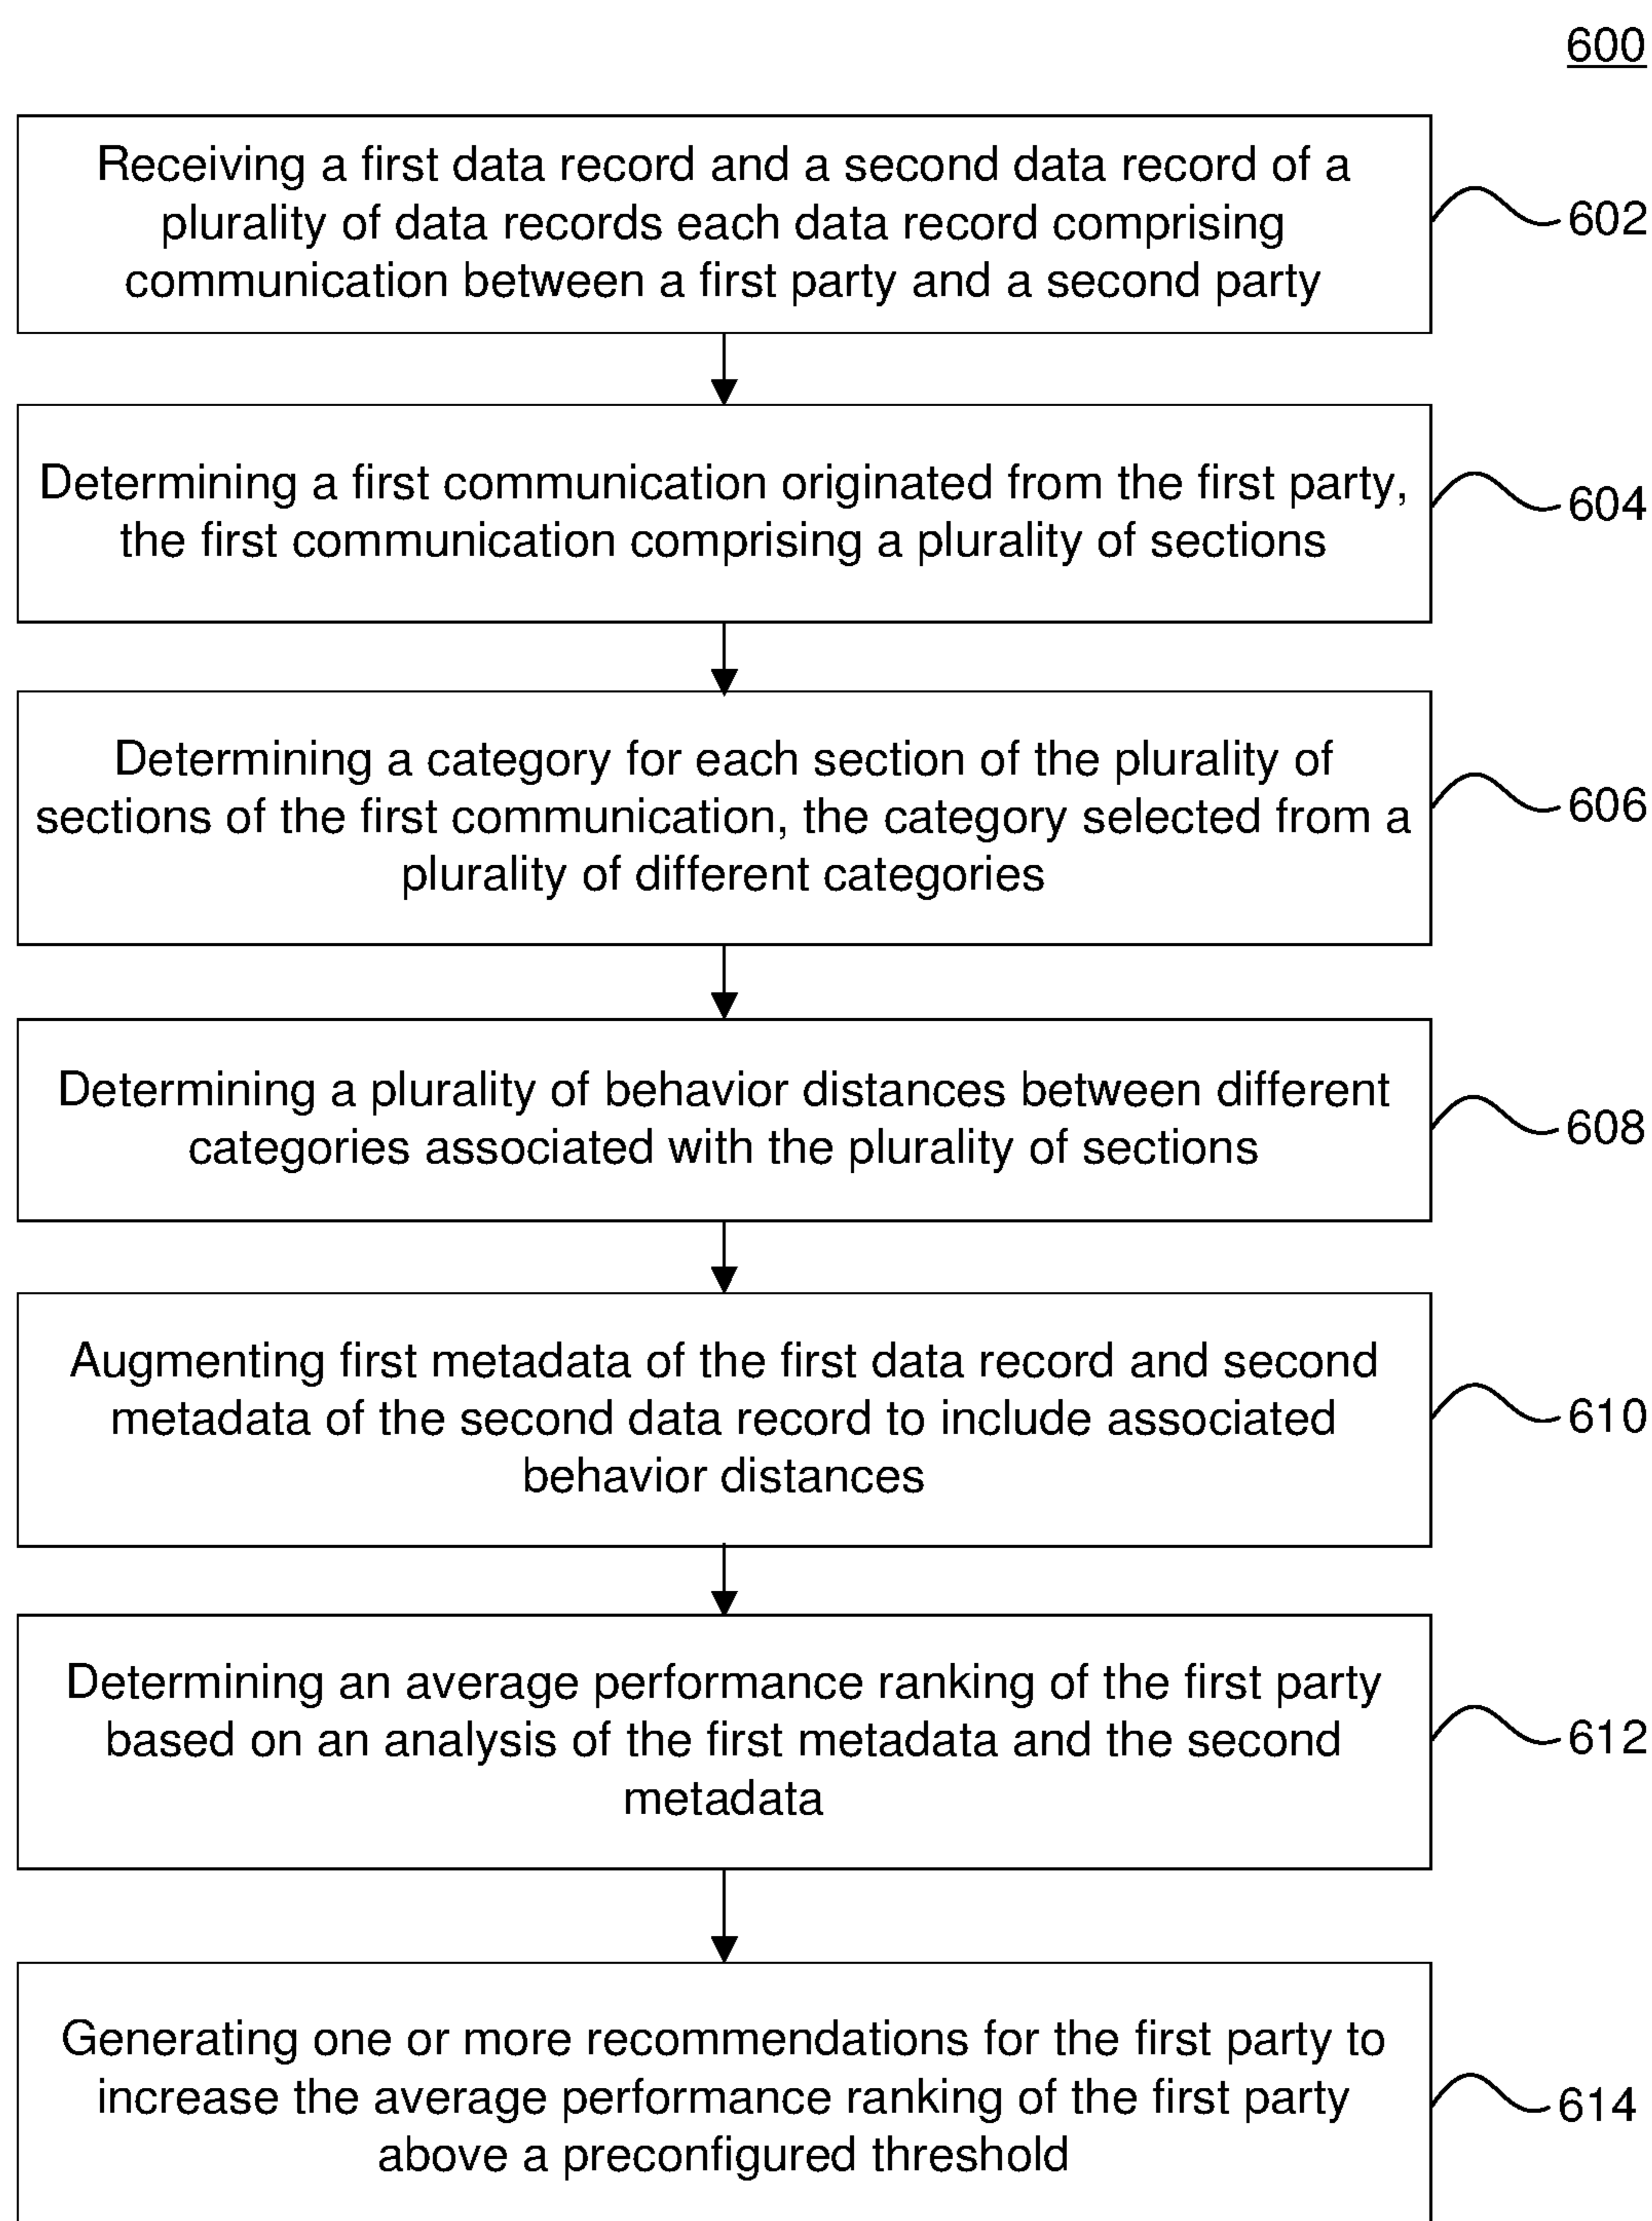 600
Receiving a first data record and a second data record of a
plurality of data records each data record comprising
communication between a first party and a second party
602
Determining a first communication originated from the first party,
the first communication comprising a plurality of sections
604
Determining a category for each section of the plurality of
sections of the first communication, the category selected from a
plurality of different categories
606
Determining a plurality of behavior distances between different
categories associated with the plurality of sections
608
Augmenting first metadata of the first data record and second
metadata of the second data record to include associated
behavior distances
610
Determining an average performance ranking of the first party
based on an analysis of the first metadata and the second
metadata
612
Generating one or more recommendations for the first party to
increase the average performance ranking of the first party
above a preconfigured threshold
614